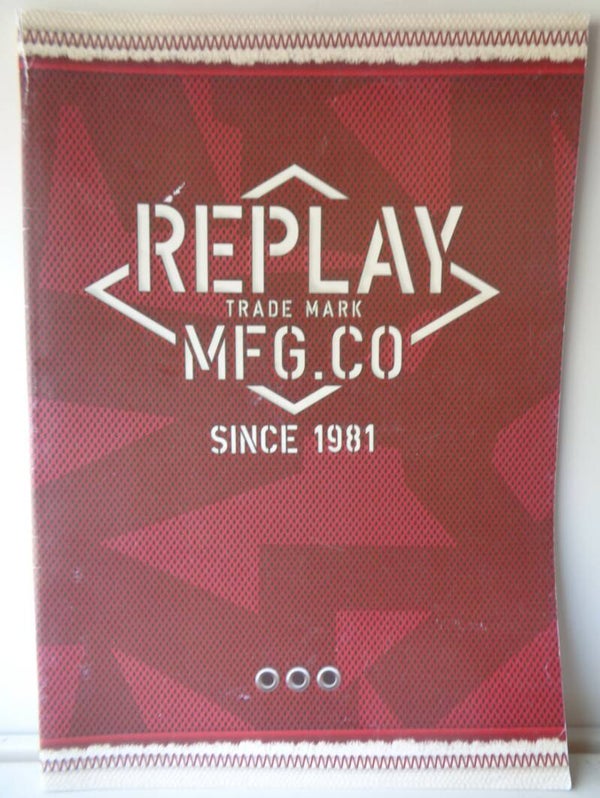 REPLAY
TRADE MARK
MFG.CO
SINCE 1981